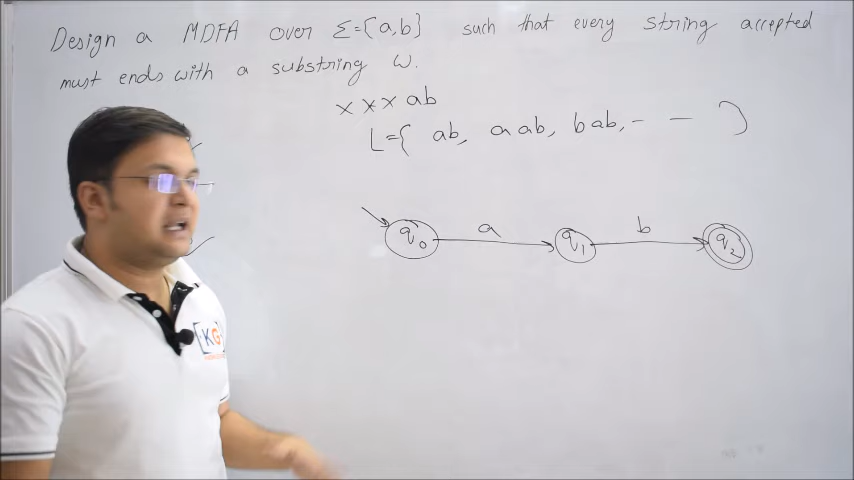 Design a MDFA over Σ={a,b} such that every string accepted
must ends with a substring w.
x x x ab
L={ ab, aab, bab, - - }
q0 a q1 b q2
KG